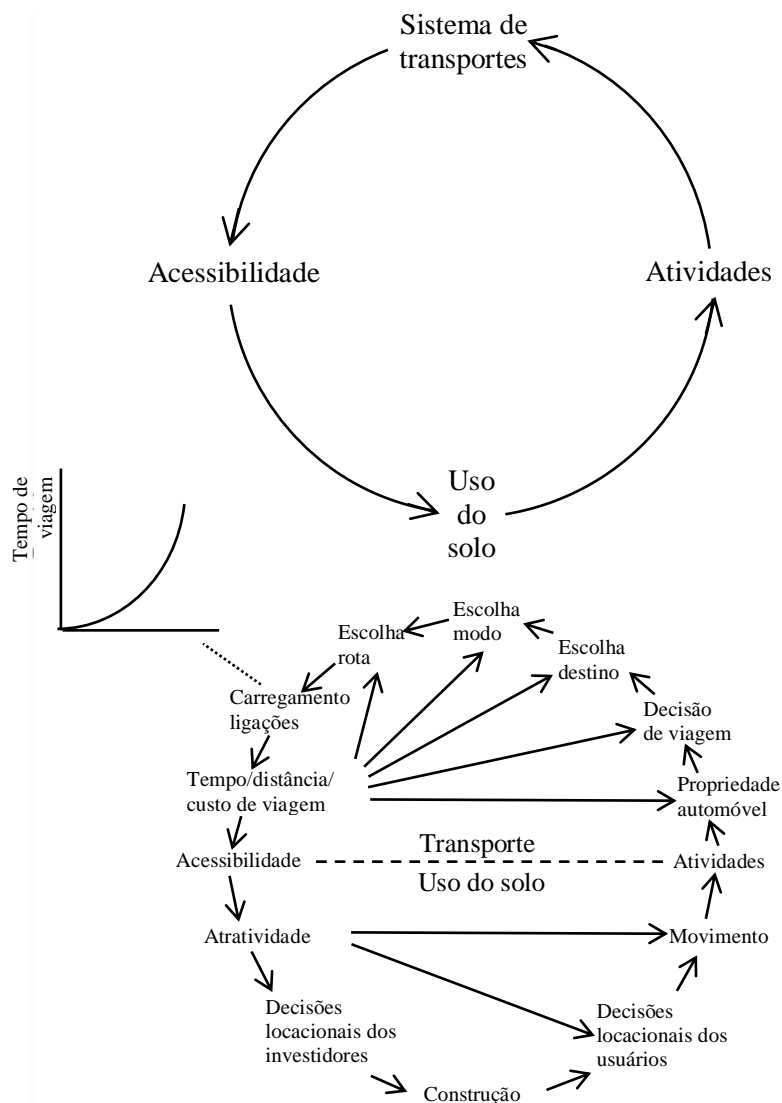 Sistema de
transportes
Acessibilidade
Atividades
Uso
do
solo
Tempo de
viagem
Escolha
modo
Escolha
rota
Escolha
destino
Carregamento
ligações
Decisão
de viagem
Tempo/distância/
custo de viagem
Propriedade
automóvel
Transporte
Acessibilidade
Atividades
Uso do solo
Atratividade
Movimento
Decisões
locacionais dos
investidores
Decisões
locacionais dos
usuários
Construção